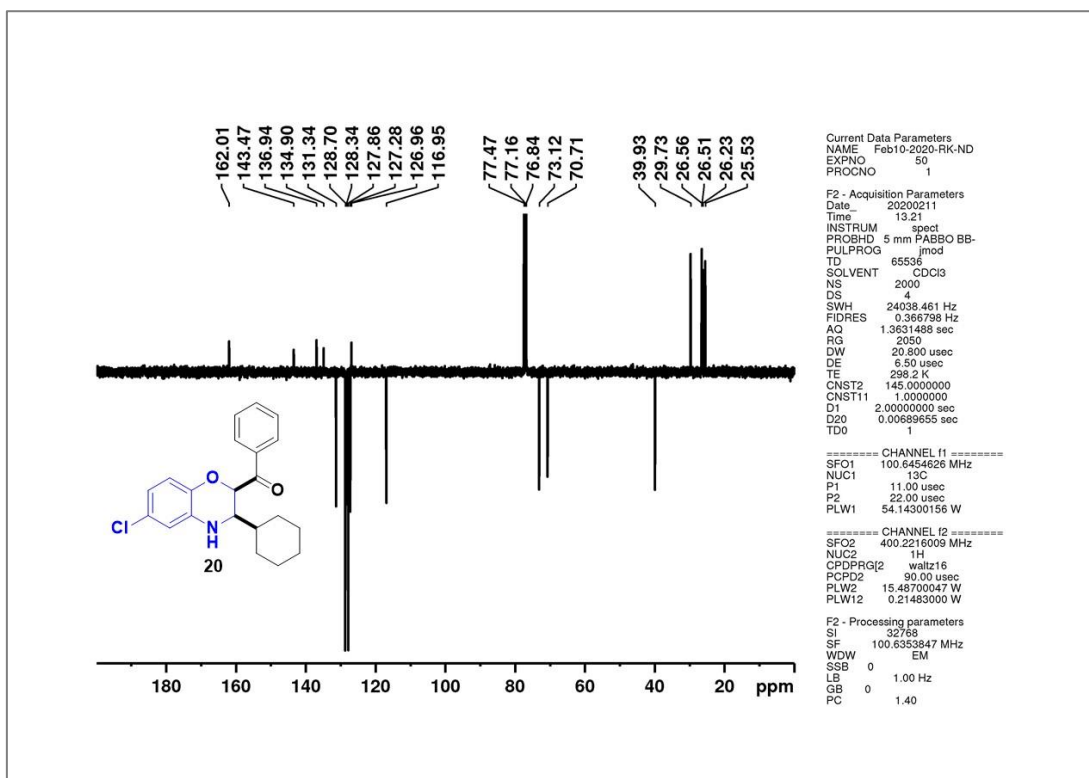 162.01
143.47
136.94
134.90
131.34
128.70
128.34
127.86
127.28
126.96
116.95
77.47
77.16
76.84
73.12
70.71
39.93
29.73
26.56
26.51
26.23
25.53
O
O
Cl
N
H
20
180 160 140 120 100 80 60 40 20 ppm
Current Data Parameters
NAME Feb10-2020-RK-ND
EXPNO 50
PROCNO 1
F2 - Acquisition Parameters
Date_ 20200211
Time 13.21
INSTRUM spect
PROBHD 5 mm PABBO BB-
PULPROG jmod
TD 65536
SOLVENT CDCl3
NS 2000
DS 4
SWH 24038.461 Hz
FIDRES 0.366798 Hz
AQ 1.3631488 sec
RG 2050
DW 20.800 usec
DE 6.50 usec
TE 298.2 K
CNST2 145.0000000
CNST11 1.0000000
D1 2.00000000 sec
D20 0.00689655 sec
TD0 1
======== CHANNEL f1 ========
SFO1 100.6454626 MHz
NUC1 13C
P1 11.00 usec
P2 22.00 usec
PLW1 54.14300156 W
======== CHANNEL f2 ========
SFO2 400.2216009 MHz
NUC2 1H
CPDPRG[2 waltz16
PCPD2 90.00 usec
PLW2 15.48700047 W
PLW12 0.21483000 W
F2 - Processing parameters
SI 32768
SF 100.6353847 MHz
WDW EM
SSB 0
LB 1.00 Hz
GB 0
PC 1.40